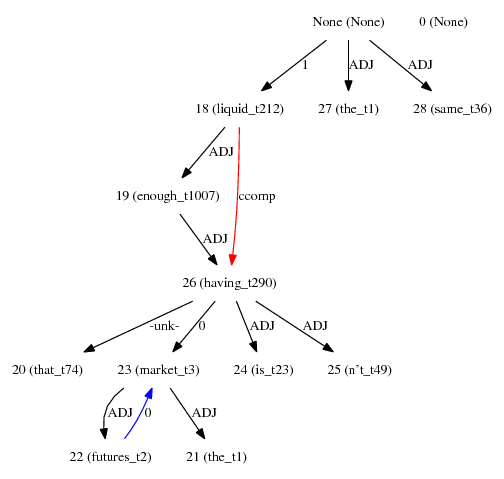 None (None) 0 (None)
1 ADJ ADJ
18 (liquid_t212) 27 (the_t1) 28 (same_t36)
ADJ
19 (enough_t1007) ccomp
ADJ
26 (having_t290)
-unk- 0 ADJ ADJ
20 (that_t74) 23 (market_t3) 24 (is_t23) 25 (n't_t49)
ADJ 0 ADJ
22 (futures_t2) 21 (the_t1)